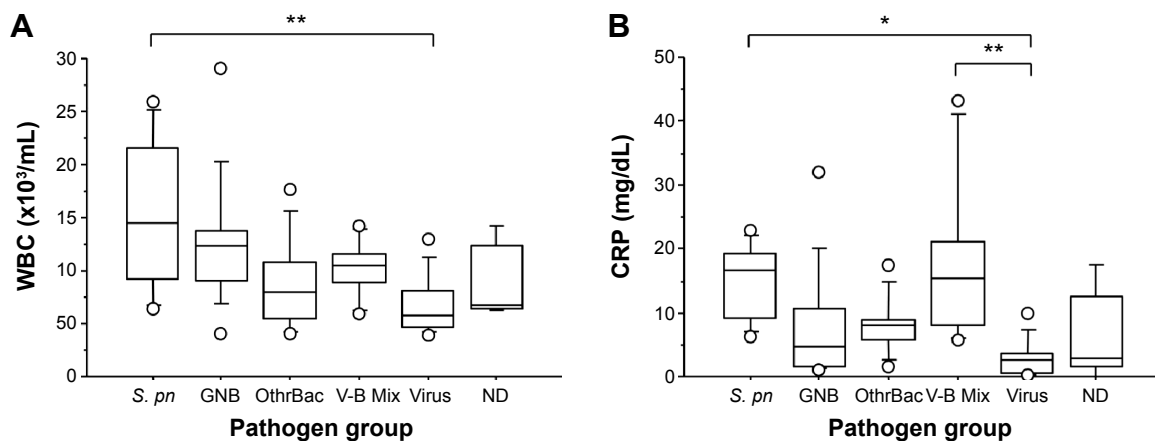 A
**
WBC (x10³/mL)
30
25
20
15
10
50
0
S. pn GNB OthrBac V-B Mix Virus ND
Pathogen group
B
*
**
CRP (mg/dL)
50
40
30
20
10
0
S. pn GNB OthrBac V-B Mix Virus ND
Pathogen group